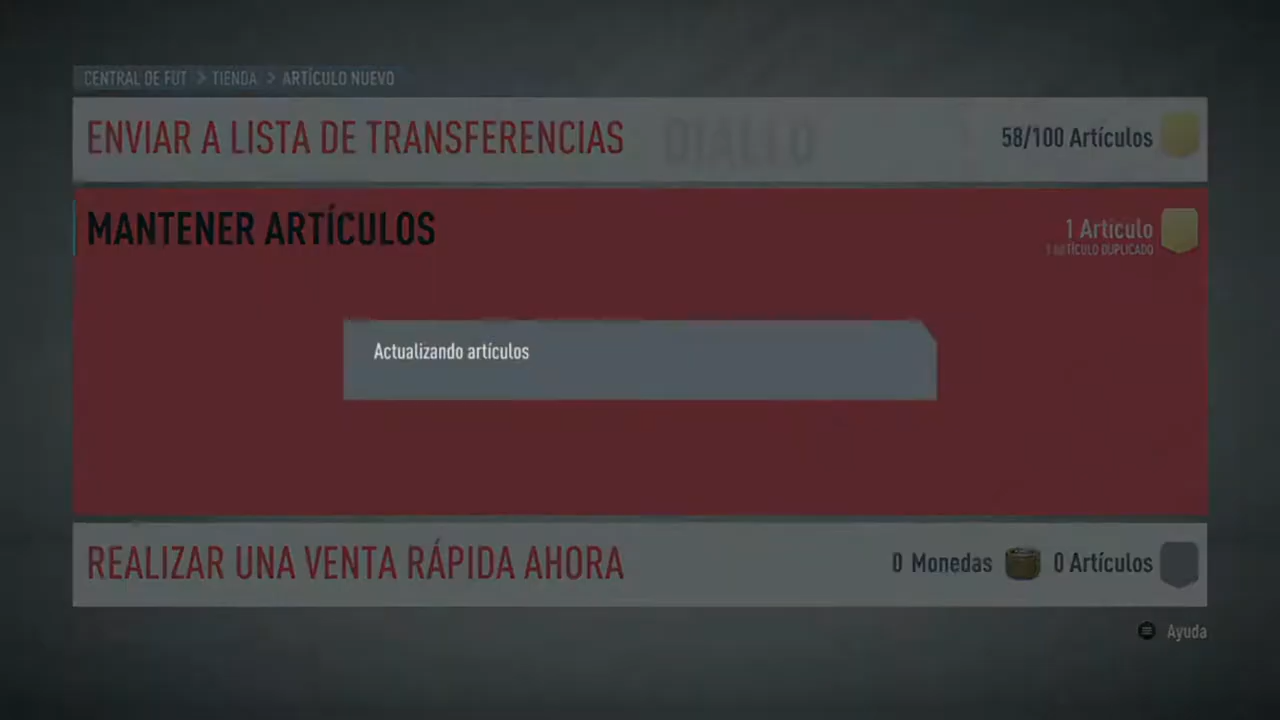 CENTRAL DE FUT > TIENDA > ARTÍCULO NUEVO
ENVIAR A LISTA DE TRANSFERENCIAS DIALLO 58/100 Artículos
MANTENER ARTÍCULOS 1 Artículo
1 ARTÍCULO DUPLICADO
Actualizando artículos
REALIZAR UNA VENTA RÁPIDA AHORA 0 Monedas 0 Artículos
Ayuda